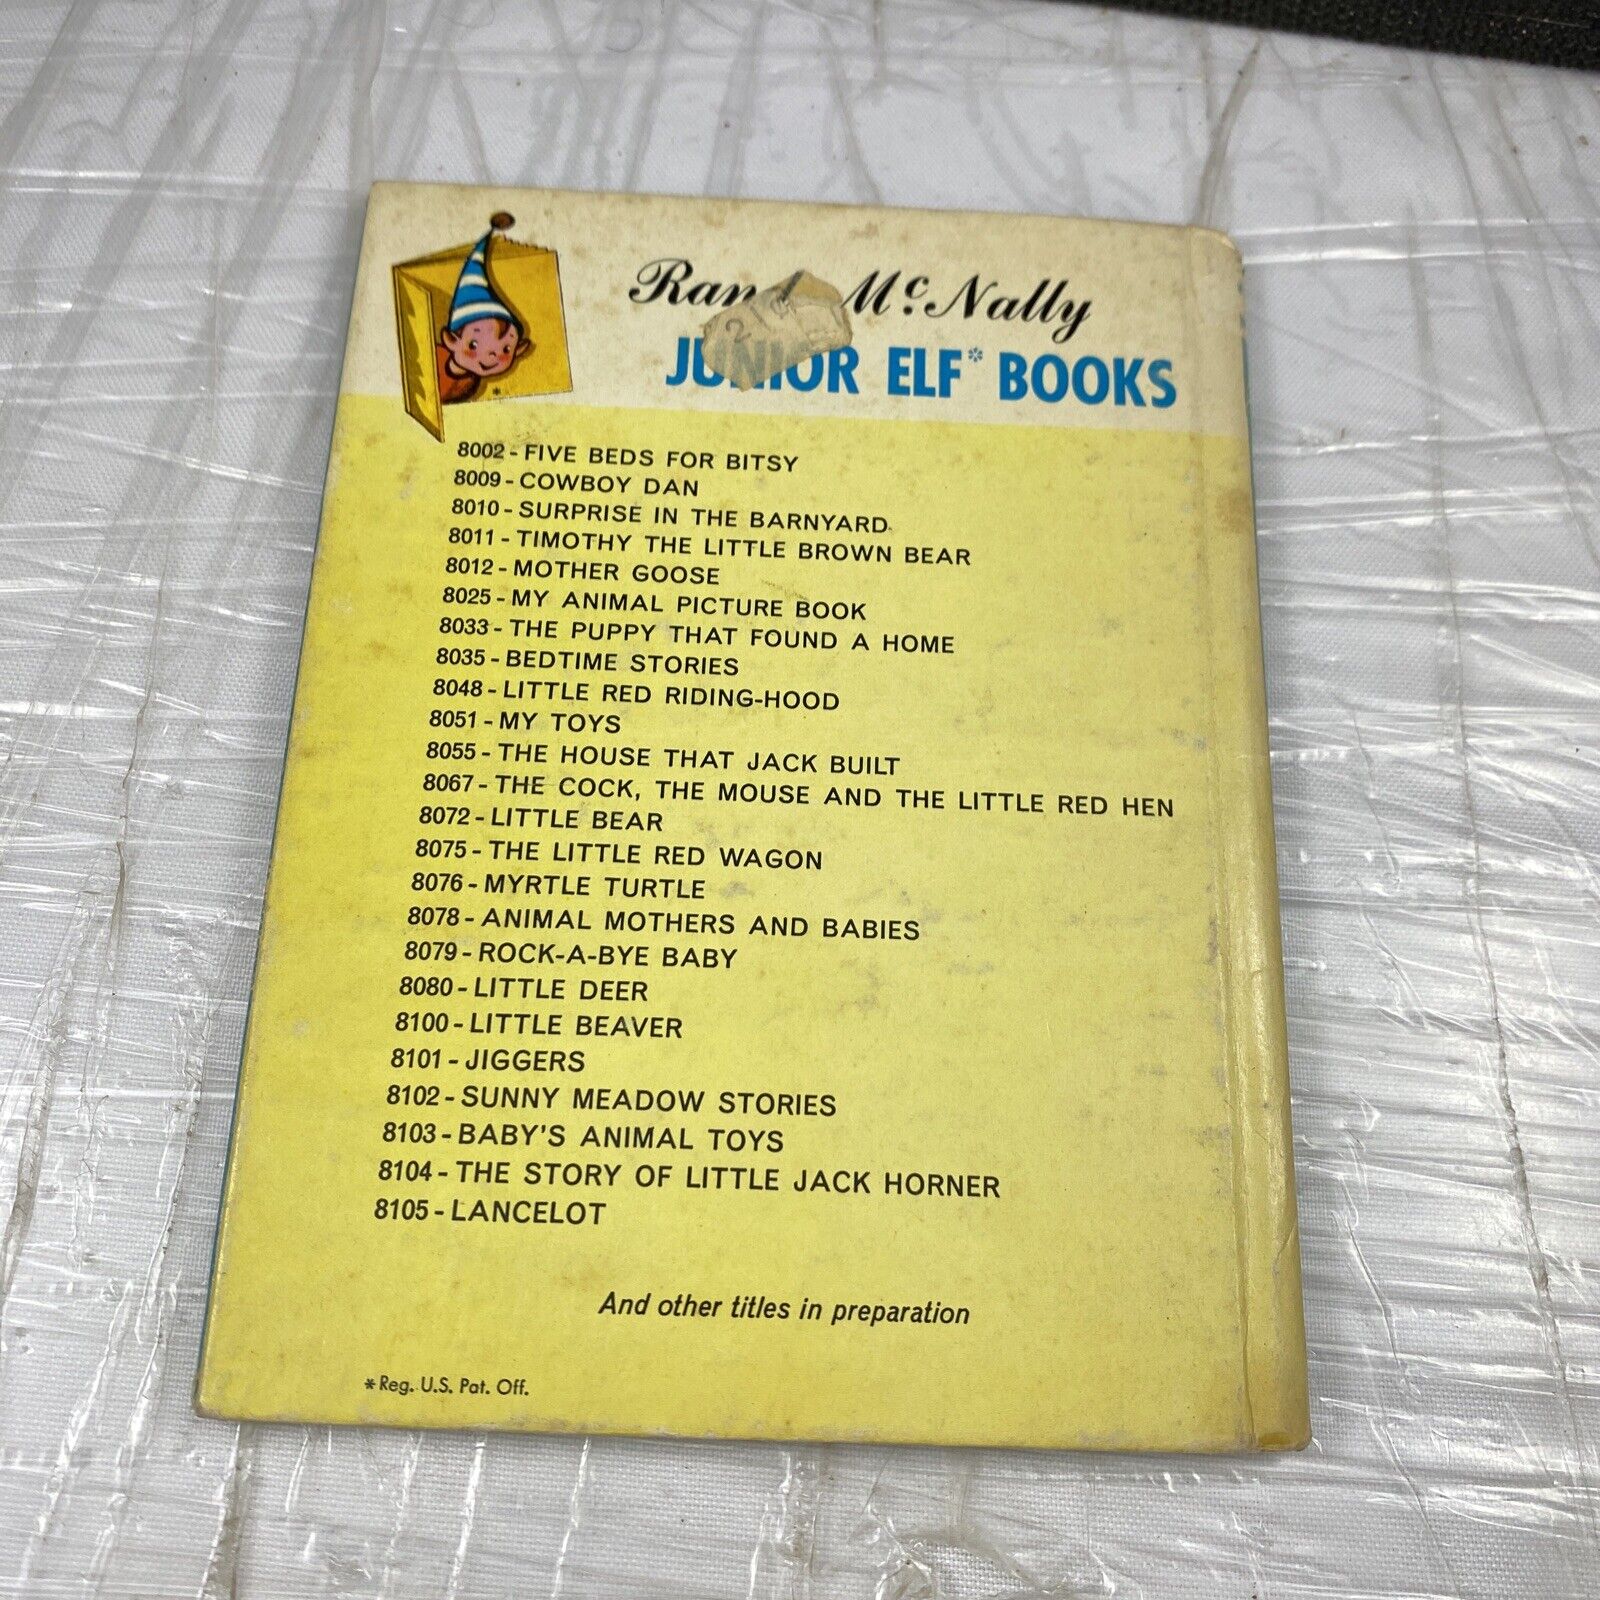 Rand McNally
JUNIOR ELF* BOOKS
8002 - FIVE BEDS FOR BITSY
8009 - COWBOY DAN
8010 - SURPRISE IN THE BARNYARD
8011 - TIMOTHY THE LITTLE BROWN BEAR
8012 - MOTHER GOOSE
8025 - MY ANIMAL PICTURE BOOK
8033 - THE PUPPY THAT FOUND A HOME
8035 - BEDTIME STORIES
8048 - LITTLE RED RIDING-HOOD
8051 - MY TOYS
8055 - THE HOUSE THAT JACK BUILT
8067 - THE COCK, THE MOUSE AND THE LITTLE RED HEN
8072 - LITTLE BEAR
8075 - THE LITTLE RED WAGON
8076 - MYRTLE TURTLE
8078 - ANIMAL MOTHERS AND BABIES
8079 - ROCK-A-BYE BABY
8080 - LITTLE DEER
8100 - LITTLE BEAVER
8101 - JIGGERS
8102 - SUNNY MEADOW STORIES
8103 - BABY'S ANIMAL TOYS
8104 - THE STORY OF LITTLE JACK HORNER
8105 - LANCELOT
And other titles in preparation
* Reg. U.S. Pat. Off.